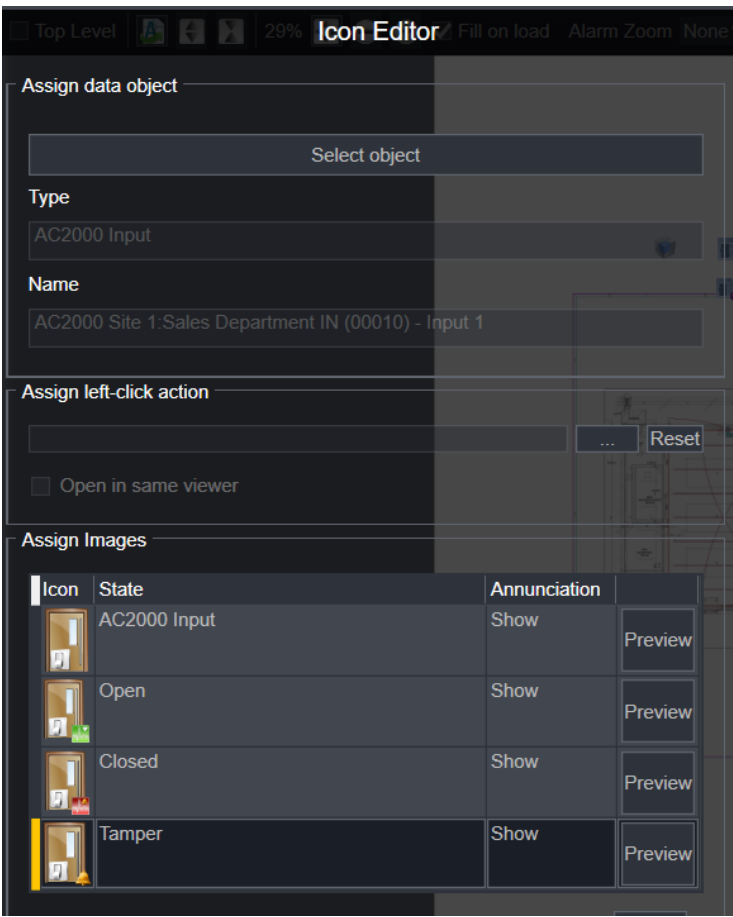 Top Level 29% Icon Editor Fill on load Alarm Zoom None
Assign data object
Select object
Type
AC2000 Input
Name
AC2000 Site 1:Sales Department IN (00010) - Input 1
Assign left-click action
... Reset
Open in same viewer
Assign Images
Icon State Annunciation
AC2000 Input Show Preview
Open Show Preview
Closed Show Preview
Tamper Show Preview